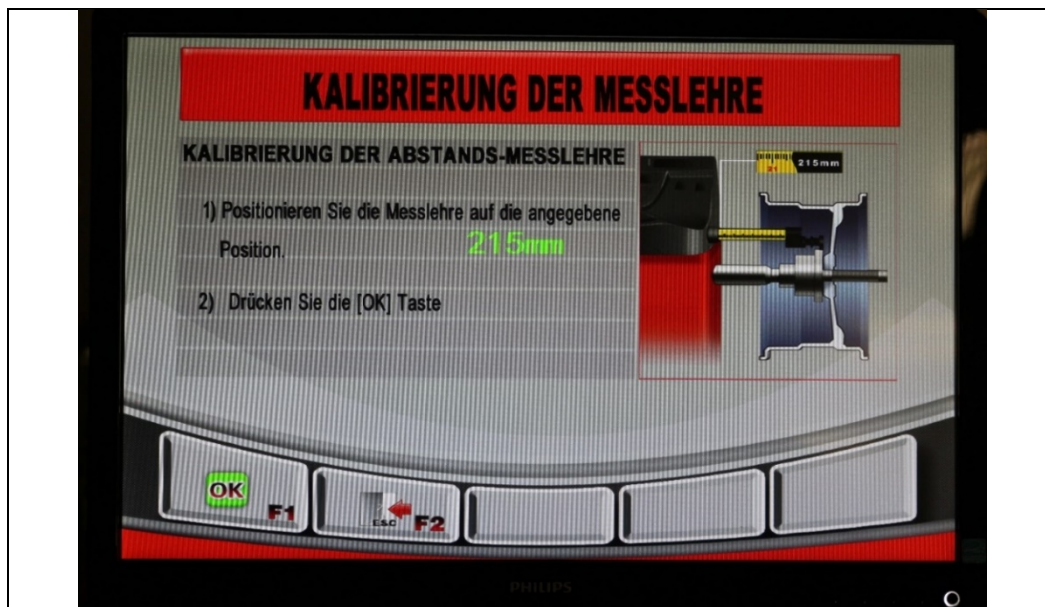 KALIBRIERUNG DER MESSLEHRE
KALIBRIERUNG DER ABSTANDS-MESSLEHRE
1) Positionieren Sie die Messlehre auf die angegebene
Position. 215mm
2) Drücken Sie die [OK] Taste
21 215mm
OK F1
ESC F2
PHILIPS